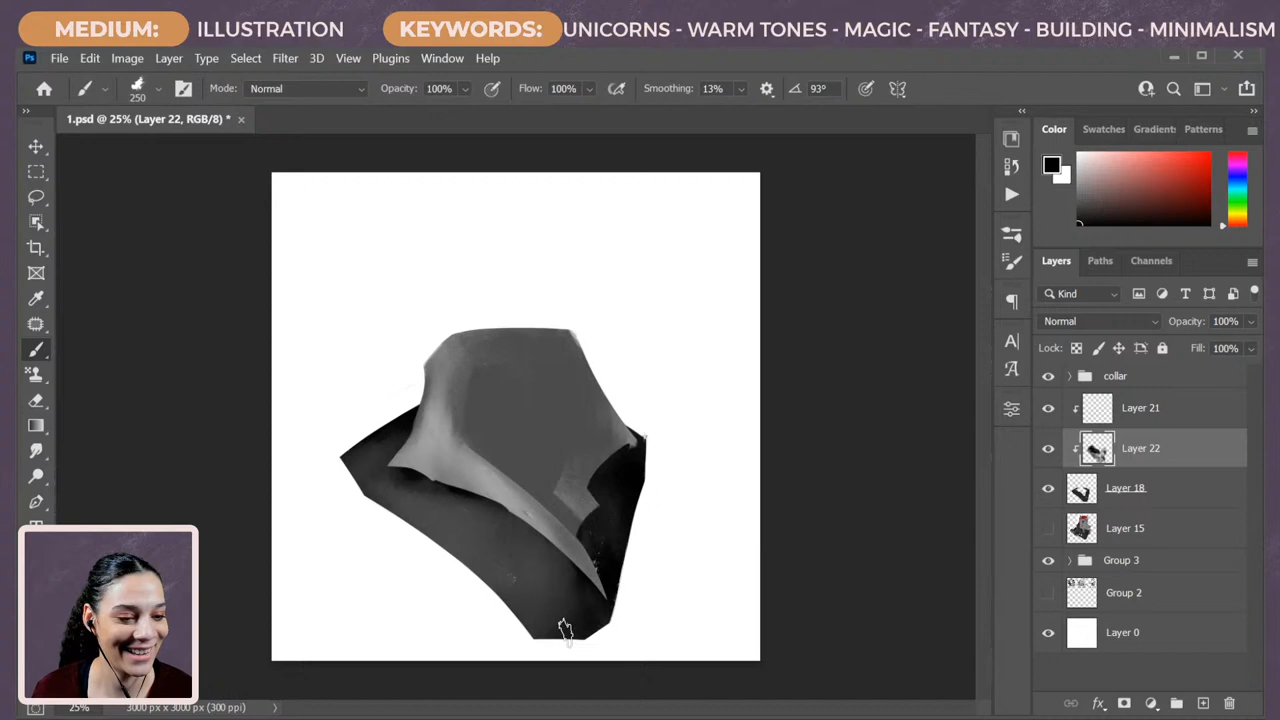 MEDIUM: ILLUSTRATION KEYWORDS: UNICORNS - WARM TONES - MAGIC - FANTASY - BUILDING - MINIMALISM
Ps File Edit Image Layer Type Select Filter 3D View Plugins Window Help
250 Mode: Normal Opacity: 100% Flow: 100% Smoothing: 13% 93°
1.psd @ 25% (Layer 22, RGB/8) *
Color Swatches Gradient: Patterns
Layers Paths Channels
Kind
Normal Opacity: 100%
Lock: Fill: 100%
collar
Layer 21
Layer 22
Layer 18
Layer 15
Group 3
Group 2
Layer 0
25% 3000 px x 3000 px (300 ppi)
fx